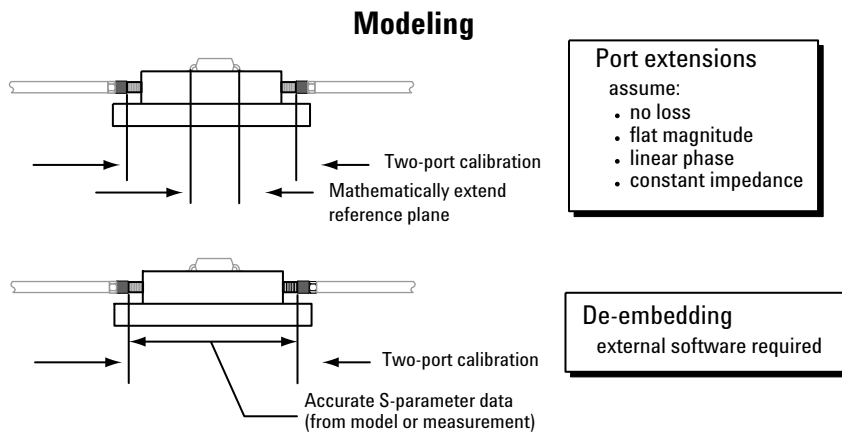 Modeling
Port extensions
assume:
• no loss
• flat magnitude
• linear phase
• constant impedance
Two-port calibration
Mathematically extend
reference plane
De-embedding
external software required
Two-port calibration
Accurate S-parameter data
(from model or measurement)